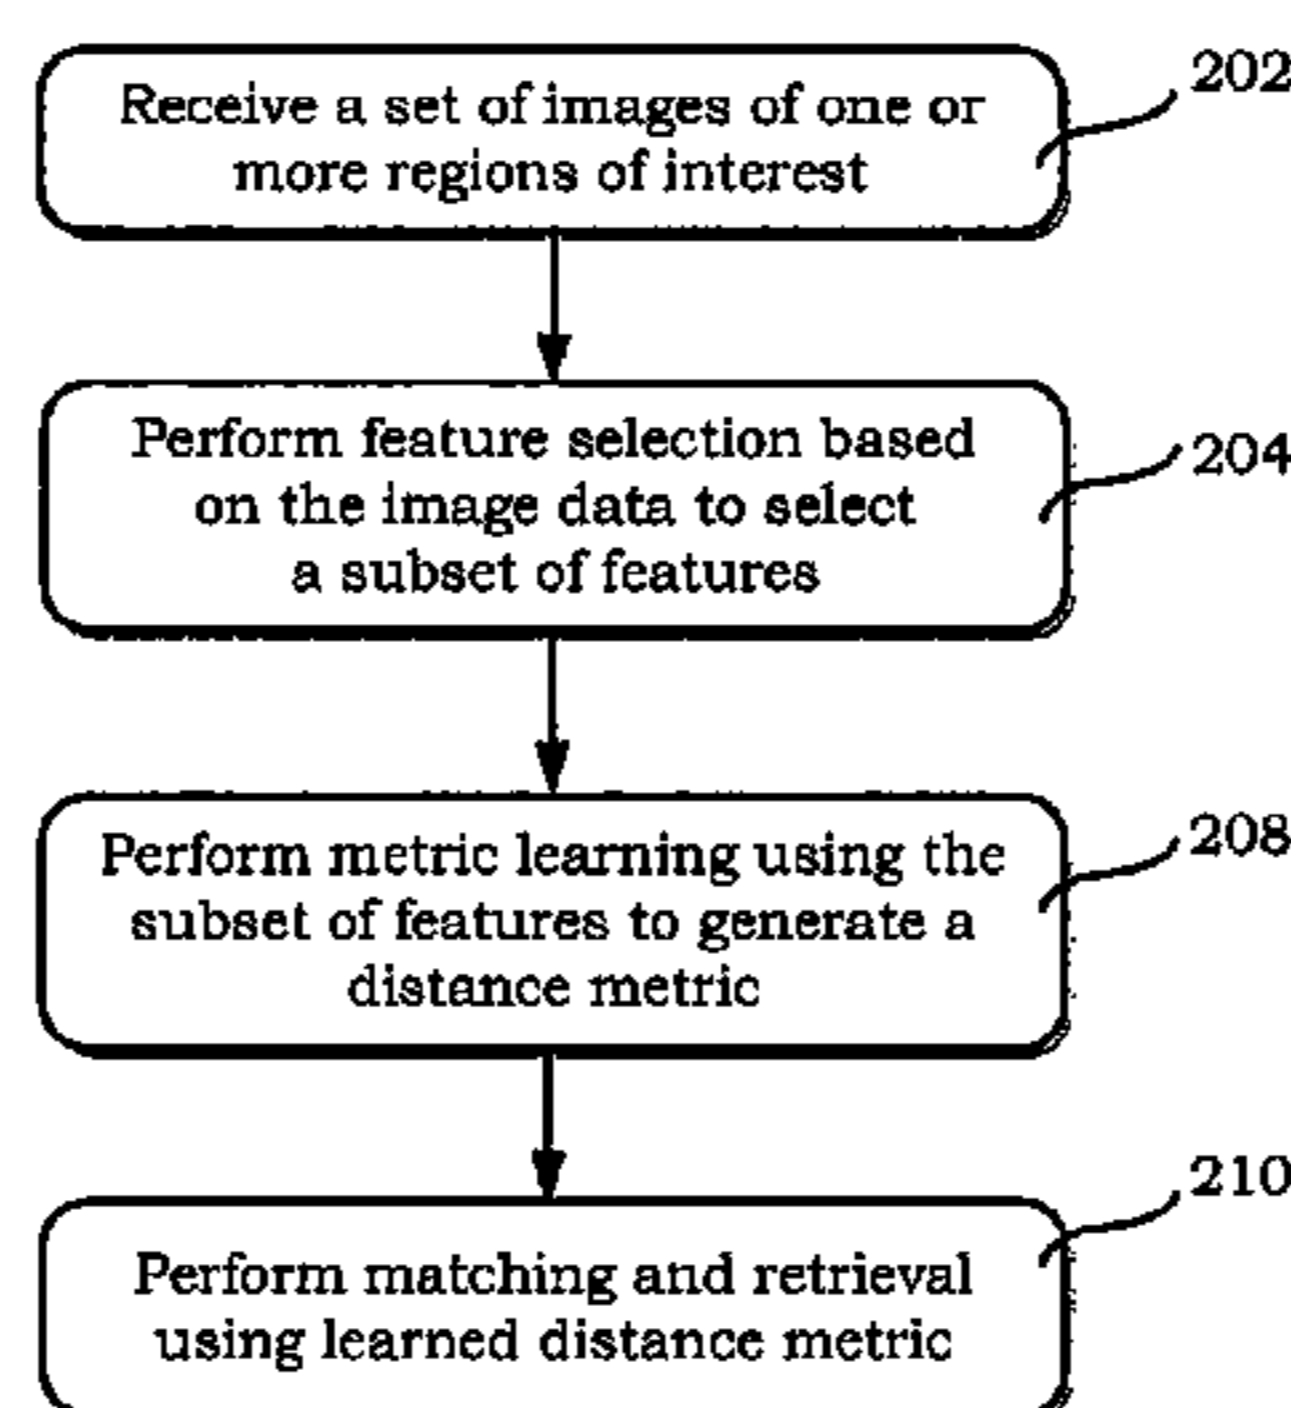 Receive a set of images of one or
more regions of interest
202
Perform feature selection based
on the image data to select
a subset of features
204
Perform metric learning using the
subset of features to generate a
distance metric
208
Perform matching and retrieval
using learned distance metric
210